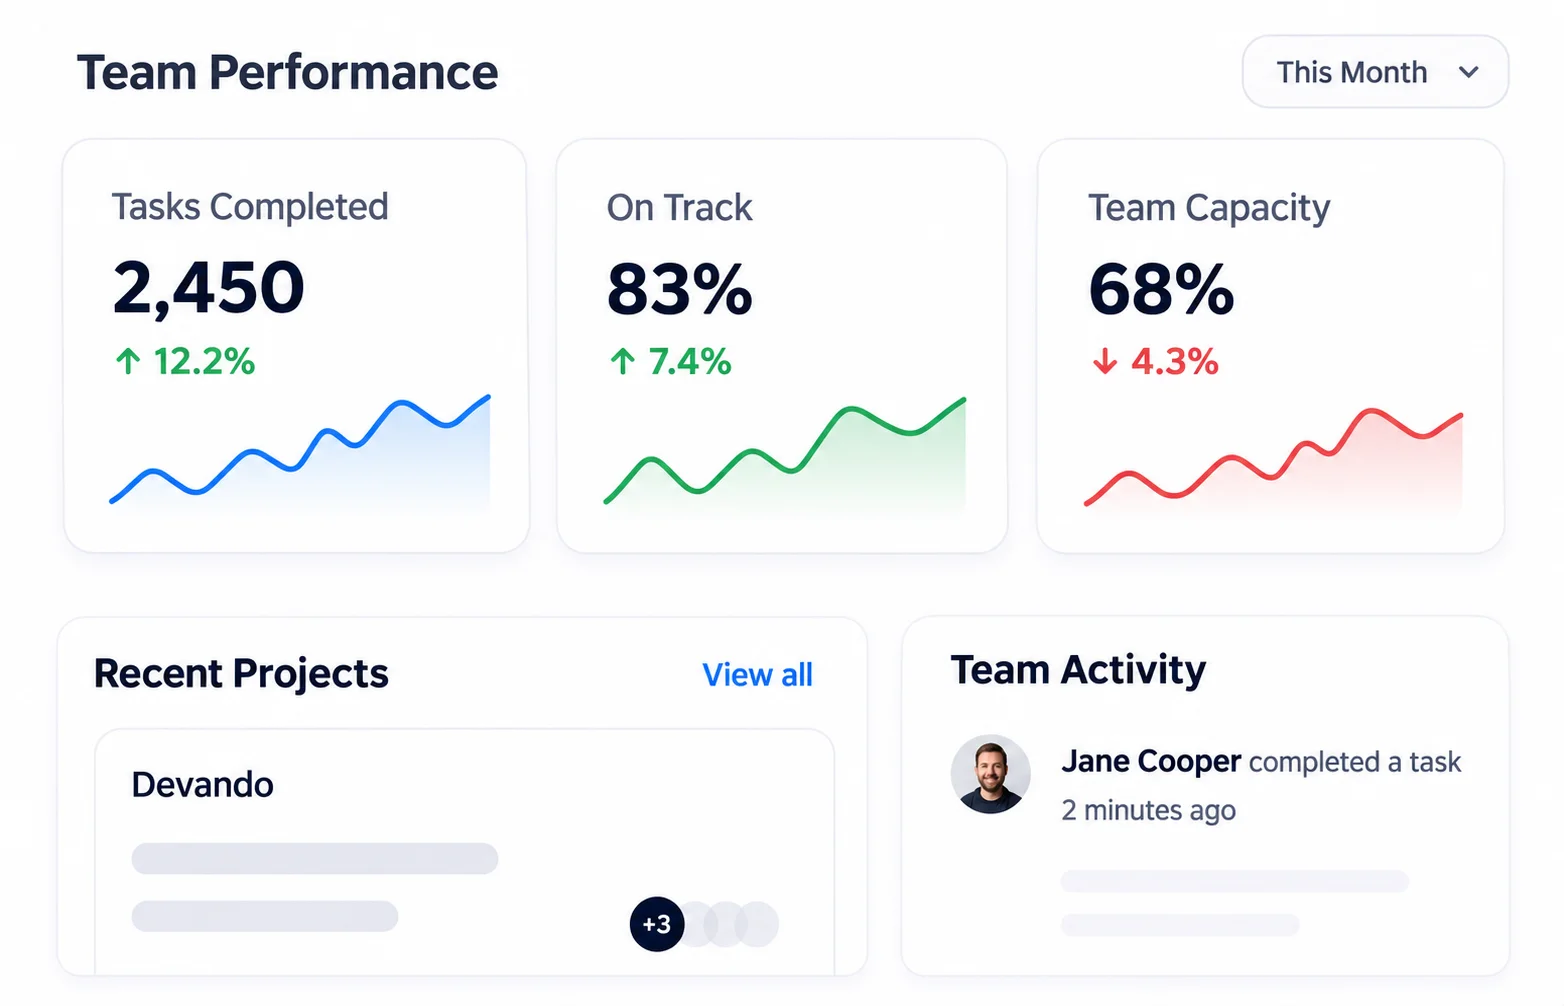 Team Performance
This Month
Tasks Completed
2,450
↑ 12.2%
On Track
83%
↑ 7.4%
Team Capacity
68%
↓ 4.3%
Recent Projects
View all
Devando
+3
Team Activity
Jane Cooper completed a task
2 minutes ago